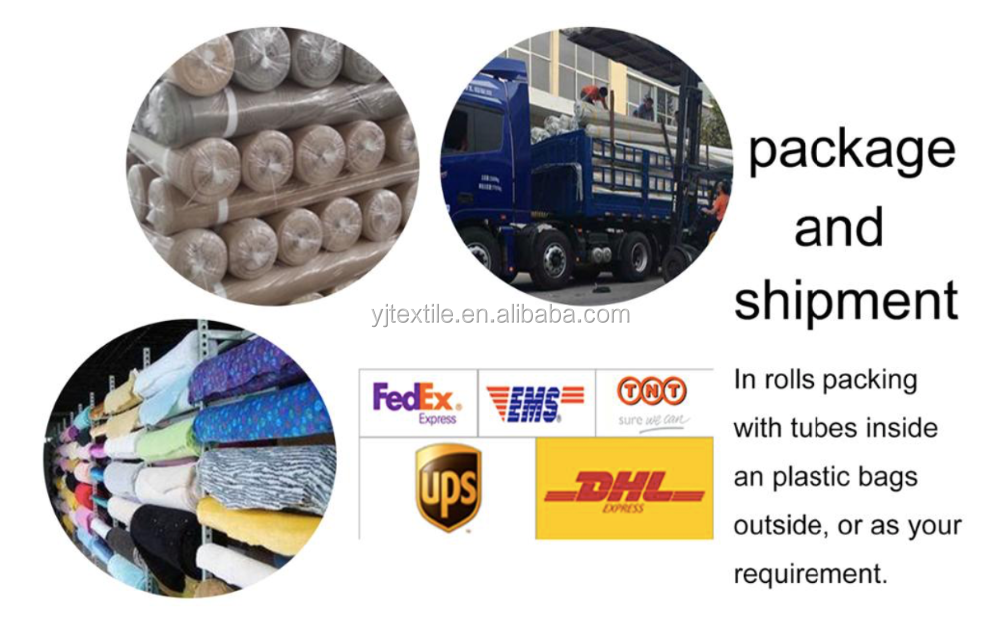 package
and
shipment
yjtextile.en.alibaba.com
FedEx®
Express
EMS®
TNT
sure we can
ups
DHL
EXPRESS
In rolls packing
with tubes inside
an plastic bags
outside, or as your
requirement.